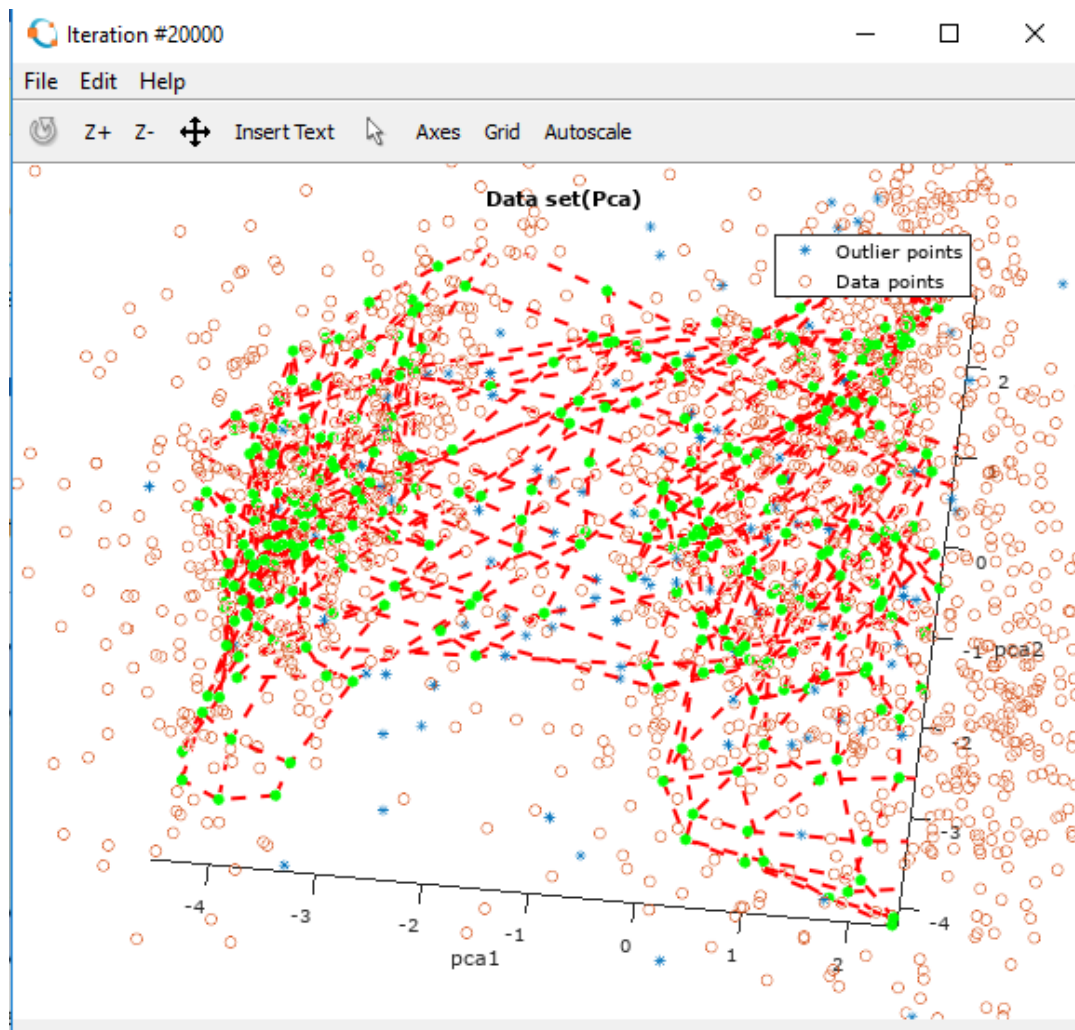 Iteration #20000
File Edit Help
Z+ Z- Insert Text Axes Grid Autoscale
Data set(Pca)
Outlier points
Data points
2
1
0
-1 pca2
-2
-3
-4
-4 -3 -2 -1 0 1 2
pca1